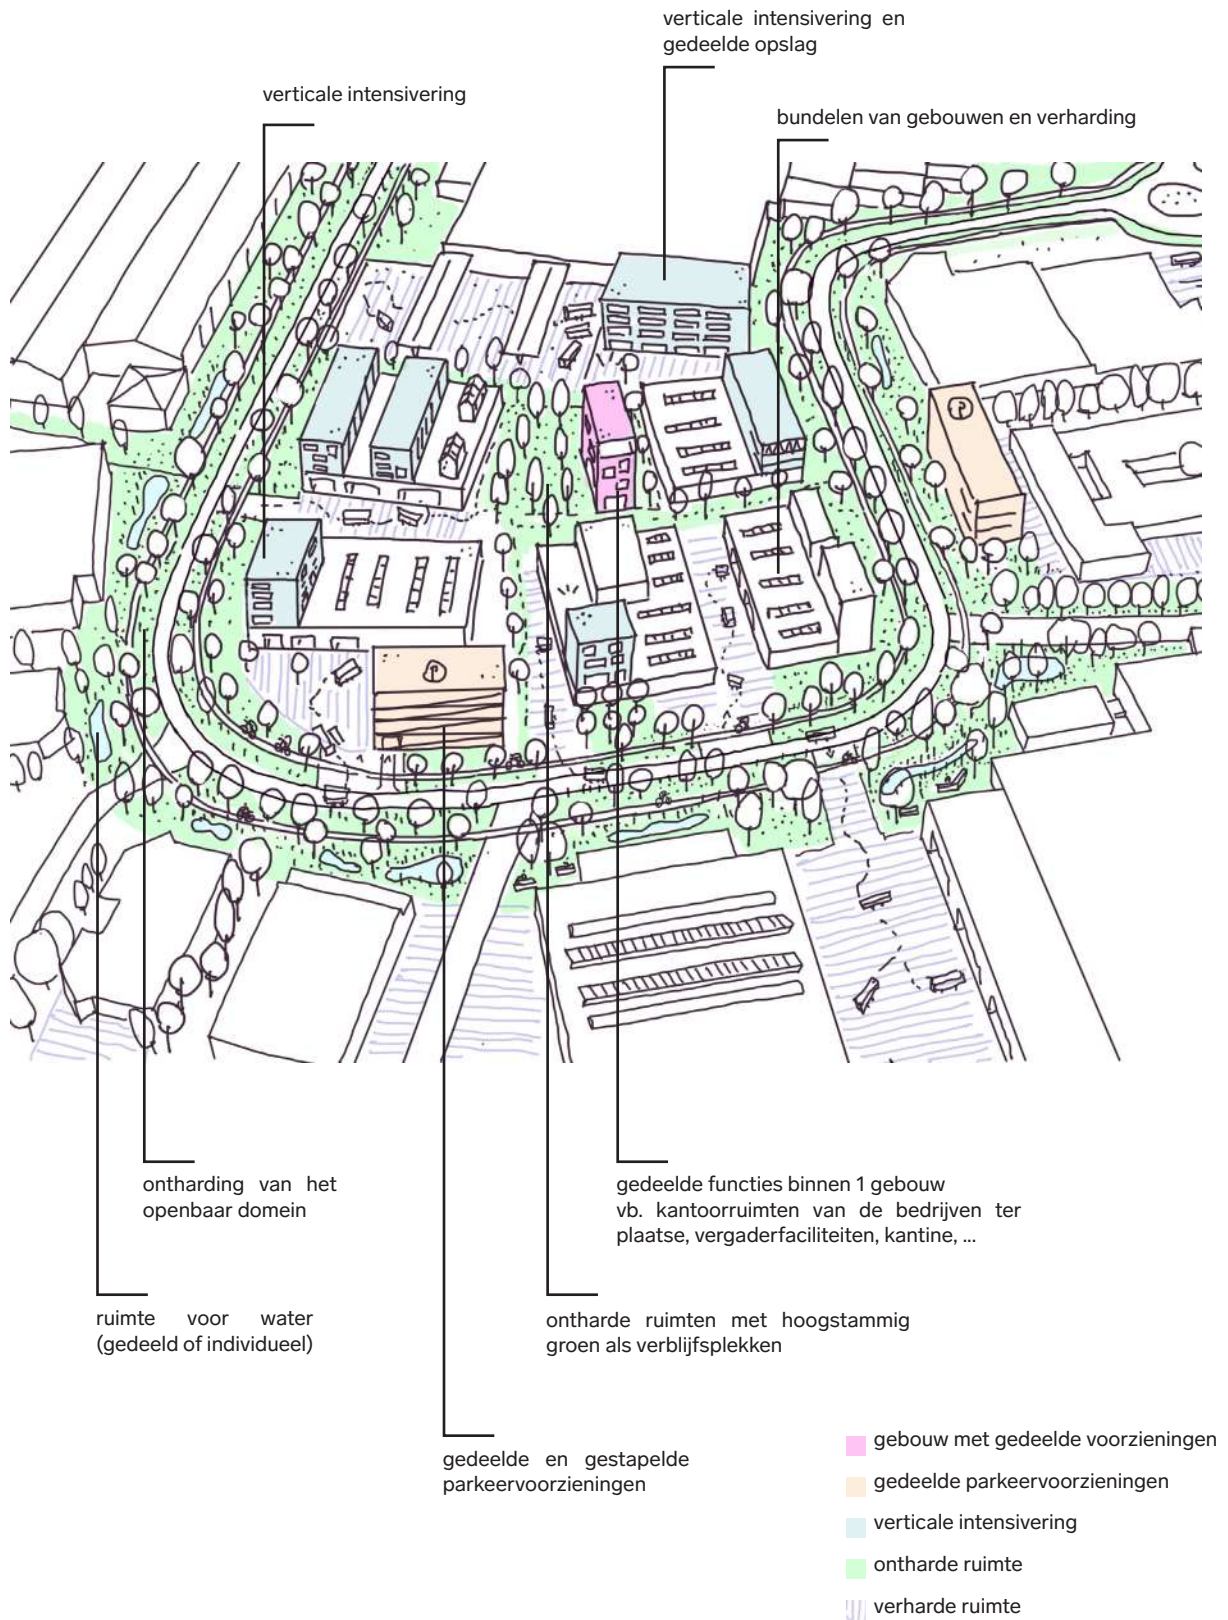 verticale intensivering en
gedeelde opslag
verticale intensivering
bundelen van gebouwen en verharding
P
P
ontharding van het
openbaar domein
gedeelde functies binnen 1 gebouw
vb. kantoorruimten van de bedrijven ter
plaatse, vergaderfaciliteiten, kantine, ...
ruimte voor water
(gedeeld of individueel)
ontharde ruimten met hoogstammig
groen als verblijfsplekken
gedeelde en gestapelde
parkeervoorzieningen
gebouw met gedeelde voorzieningen
gedeelde parkeervoorzieningen
verticale intensivering
ontharde ruimte
verharde ruimte